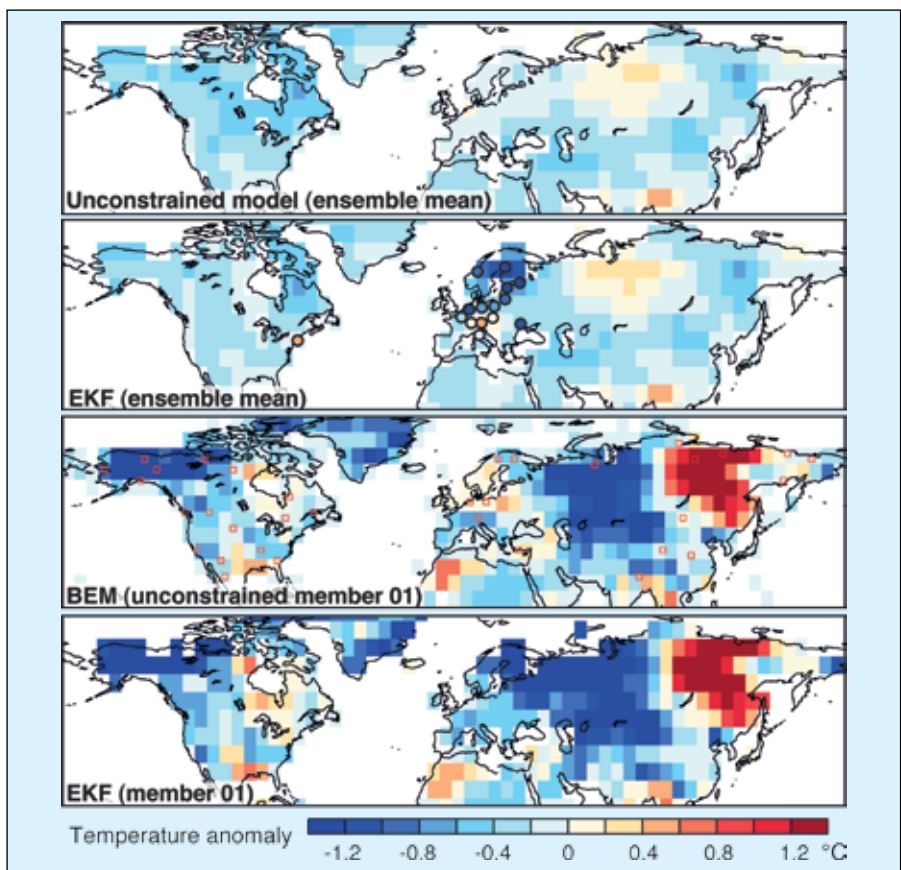 Unconstrained model (ensemble mean)
EKF (ensemble mean)
BEM (unconstrained member 01)
EKF (member 01)
Temperature anomaly
-1.2 -0.8 -0.4 0 0.4 0.8 1.2 °C